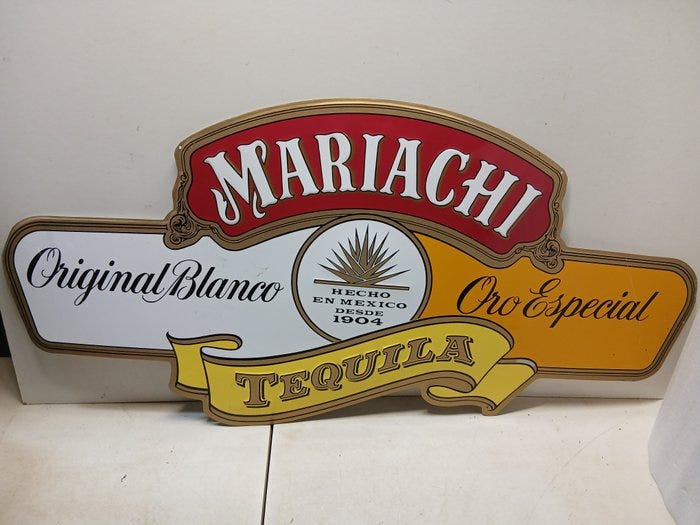 MARIACHI
Original Blanco
HECHO
EN MEXICO
DESDE
1904
Oro Especial
TEQUILA